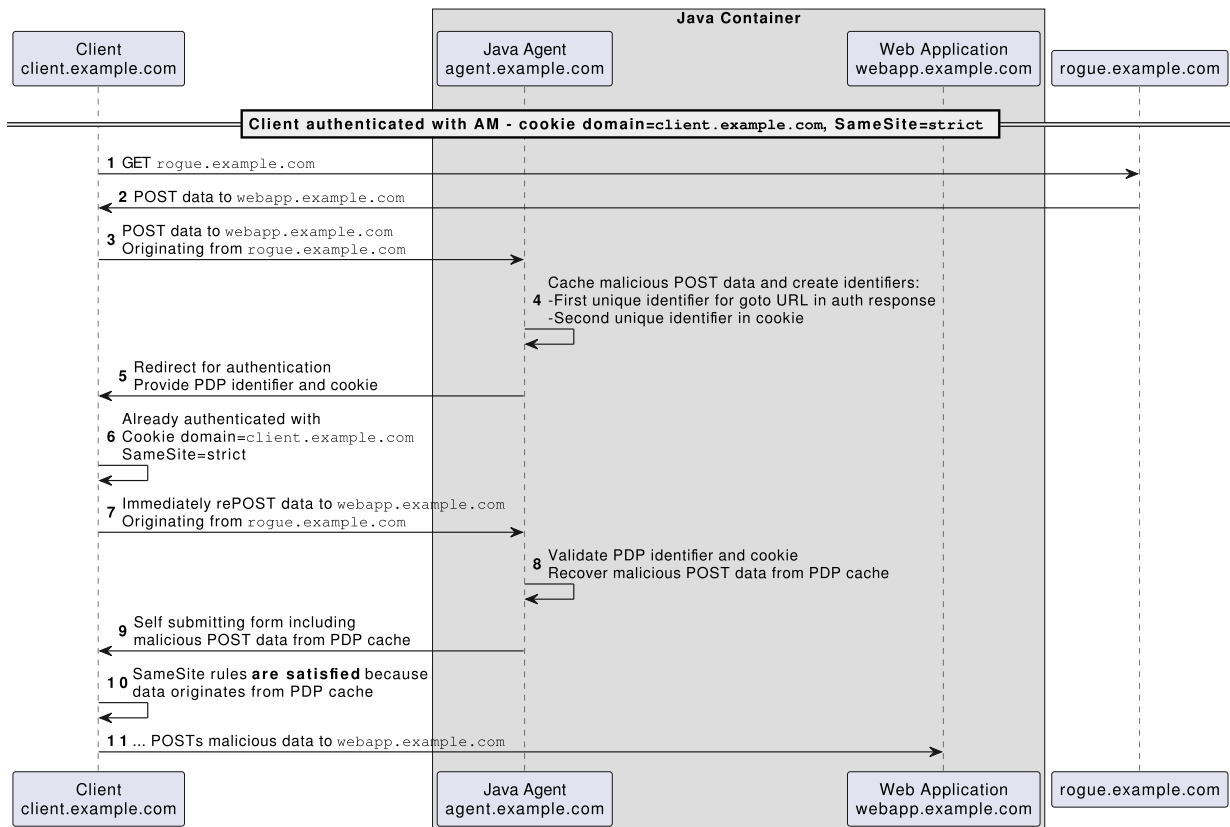 Java Container
Client
client.example.com
Java Agent
agent.example.com
Web Application
webapp.example.com
rogue.example.com
Client authenticated with AM - cookie domain=client.example.com, SameSite=strict
1 GET rogue.example.com
2 POST data to webapp.example.com
3 POST data to webapp.example.com
Originating from rogue.example.com
Cache malicious POST data and create identifiers:
4 -First unique identifier for goto URL in auth response
-Second unique identifier in cookie
5 Redirect for authentication
Provide PDP identifier and cookie
Already authenticated with
6 Cookie domain=client.example.com
SameSite=strict
7 Immediately rePOST data to webapp.example.com
Originating from rogue.example.com
8 Validate PDP identifier and cookie
Recover malicious POST data from PDP cache
9 Self submitting form including
malicious POST data from PDP cache
10 SameSite rules are satisfied because
data originates from PDP cache
11 ... POSTs malicious data to webapp.example.com
Client
client.example.com
Java Agent
agent.example.com
Web Application
webapp.example.com
rogue.example.com